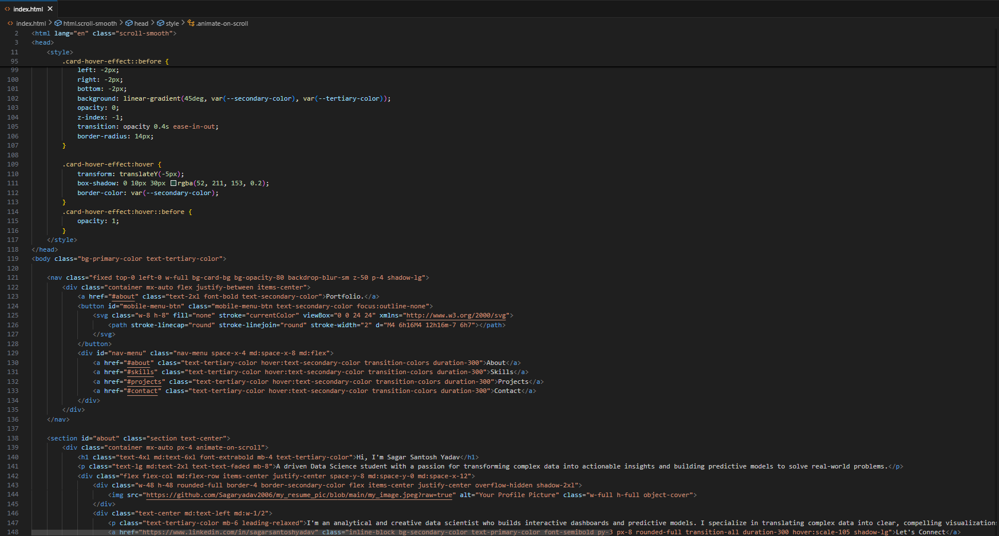 index.html
index.html > html.scroll-smooth > head > style > .animate-on-scroll
2 <html lang="en" class="scroll-smooth">
3 <head>
11 <style>
95 .card-hover-effect::before {
99 left: -2px;
100 right: -2px;
101 bottom: -2px;
102 background: linear-gradient(45deg, var(--secondary-color), var(--tertiary-color));
103 opacity: 0;
104 z-index: -1;
105 transition: opacity 0.4s ease-in-out;
106 border-radius: 14px;
107 }
108
109 .card-hover-effect:hover {
110 transform: translateY(-5px);
111 box-shadow: 0 10px 30px rgba(52, 211, 153, 0.2);
112 border-color: var(--secondary-color);
113 }
114 .card-hover-effect:hover::before {
115 opacity: 1;
116 }
117 </style>
118 </head>
119 <body class="bg-primary-color text-tertiary-color">
120
121 <nav class="fixed top-0 left-0 w-full bg-card-bg bg-opacity-80 backdrop-blur-sm z-50 p-4 shadow-lg">
122 <div class="container mx-auto flex justify-between items-center">
123 <a href="#about" class="text-2xl font-bold text-secondary-color">Portfolio.</a>
124 <button id="mobile-menu-btn" class="mobile-menu-btn text-secondary-color focus:outline-none">
125 <svg class="w-8 h-8" fill="none" stroke="currentColor" viewBox="0 0 24 24" xmlns="http://www.w3.org/2000/svg">
126 <path stroke-linecap="round" stroke-linejoin="round" stroke-width="2" d="M4 6h16M4 12h16m-7 6h7"></path>
127 </svg>
128 </button>
129 <div id="nav-menu" class="nav-menu space-x-4 md:space-x-8 md:flex">
130 <a href="#about" class="text-tertiary-color hover:text-secondary-color transition-colors duration-300">About</a>
131 <a href="#skills" class="text-tertiary-color hover:text-secondary-color transition-colors duration-300">Skills</a>
132 <a href="#projects" class="text-tertiary-color hover:text-secondary-color transition-colors duration-300">Projects</a>
133 <a href="#contact" class="text-tertiary-color hover:text-secondary-color transition-colors duration-300">Contact</a>
134 </div>
135 </div>
136 </nav>
137
138 <section id="about" class="section text-center">
139 <div class="container mx-auto px-4 animate-on-scroll">
140 <h1 class="text-4xl md:text-6xl font-extrabold mb-4 text-tertiary-color">Hi, I'm Sagar Santosh Yadav</h1>
141 <p class="text-lg md:text-2xl text-text-faded mb-8">A driven Data Science student with a passion for transforming complex data into actionable insights and building predictive models to solve real-world problems.</p>
142 <div class="flex flex-col md:flex-row items-center justify-center space-y-8 md:space-y-0 md:space-x-12">
143 <div class="w-48 h-48 rounded-full border-4 border-secondary-color flex items-center justify-center overflow-hidden shadow-2xl">
144 <img src="https://github.com/Sagaryadav2006/my_resume_pic/blob/main/my_image.jpeg?raw=true" alt="Your Profile Picture" class="w-full h-full object-cover">
145 </div>
146 <div class="text-center md:text-left md:w-1/2">
147 <p class="text-tertiary-color mb-6 leading-relaxed">I'm an analytical and creative data scientist who builds interactive dashboards and predictive models. I specialize in translating complex data into clear, compelling visualization
148 <a href="https://www.linkedin.com/in/sagarsantoshyadav" class="inline-block bg-secondary-color text-primary-color font-semibold py-3 px-8 rounded-full transition-all duration-300 hover:scale-105 shadow-lg">Let's Connect</a>